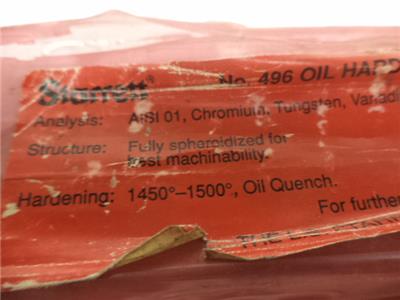 Starrett® No. 496 OIL HARD
Analysis: AISI 01, Chromium, Tungsten, Vanadi
Structure: Fully spheroidized for
best machinability.
Hardening: 1450°–1500°, Oil Quench.
For further